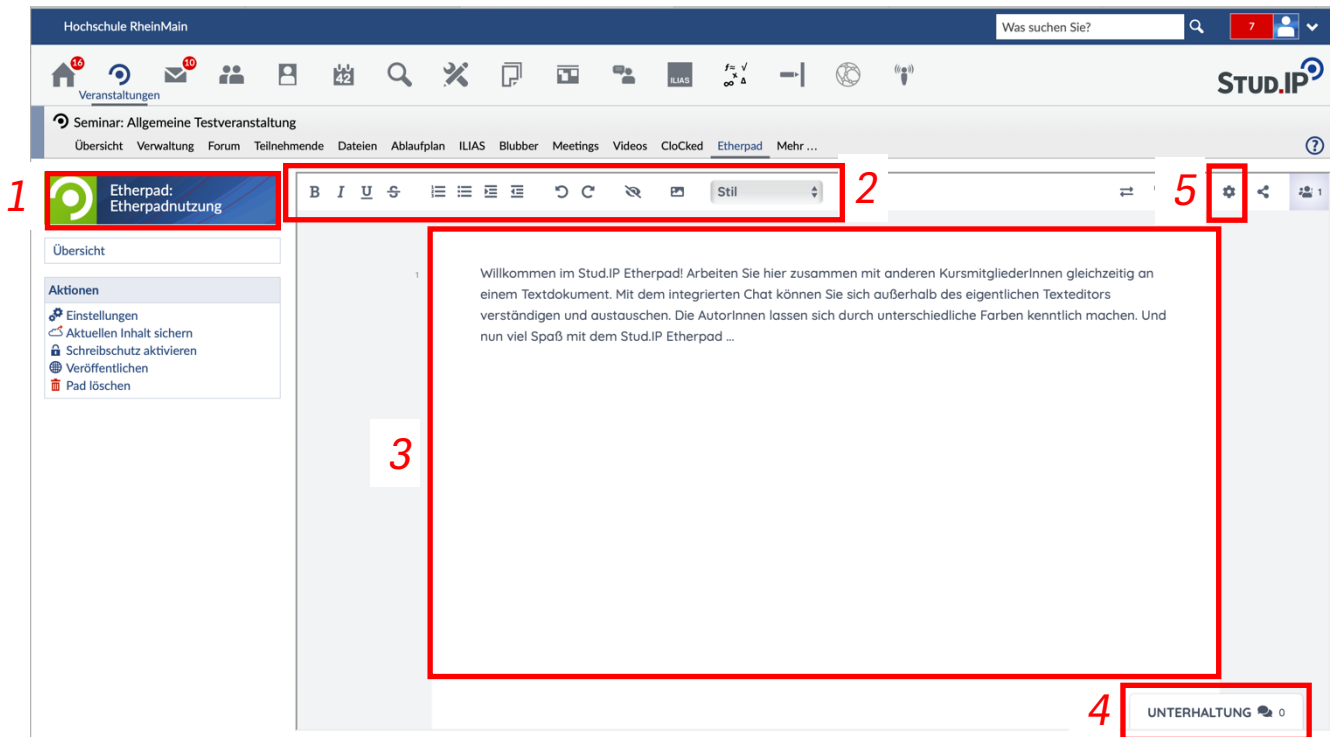 Hochschule RheinMain
Was suchen Sie?
7
16
10
42
ILIAS
Veranstaltungen
STUD.IP
Seminar: Allgemeine Testveranstaltung
Übersicht Verwaltung Forum Teilnehmende Dateien Ablaufplan ILIAS Blubber Meetings Videos CloCked Etherpad Mehr ...
1
Etherpad:
Etherpadnutzung
B I U S
Stil
2
5
1
Übersicht
Aktionen
Einstellungen
Aktuellen Inhalt sichern
Schreibschutz aktivieren
Veröffentlichen
Pad löschen
1
Willkommen im Stud.IP Etherpad! Arbeiten Sie hier zusammen mit anderen KursmitgliederInnen gleichzeitig an
einem Textdokument. Mit dem integrierten Chat können Sie sich außerhalb des eigentlichen Texteditors
verständigen und austauschen. Die AutorInnen lassen sich durch unterschiedliche Farben kenntlich machen. Und
nun viel Spaß mit dem Stud.IP Etherpad ...
3
4
UNTERHALTUNG 0